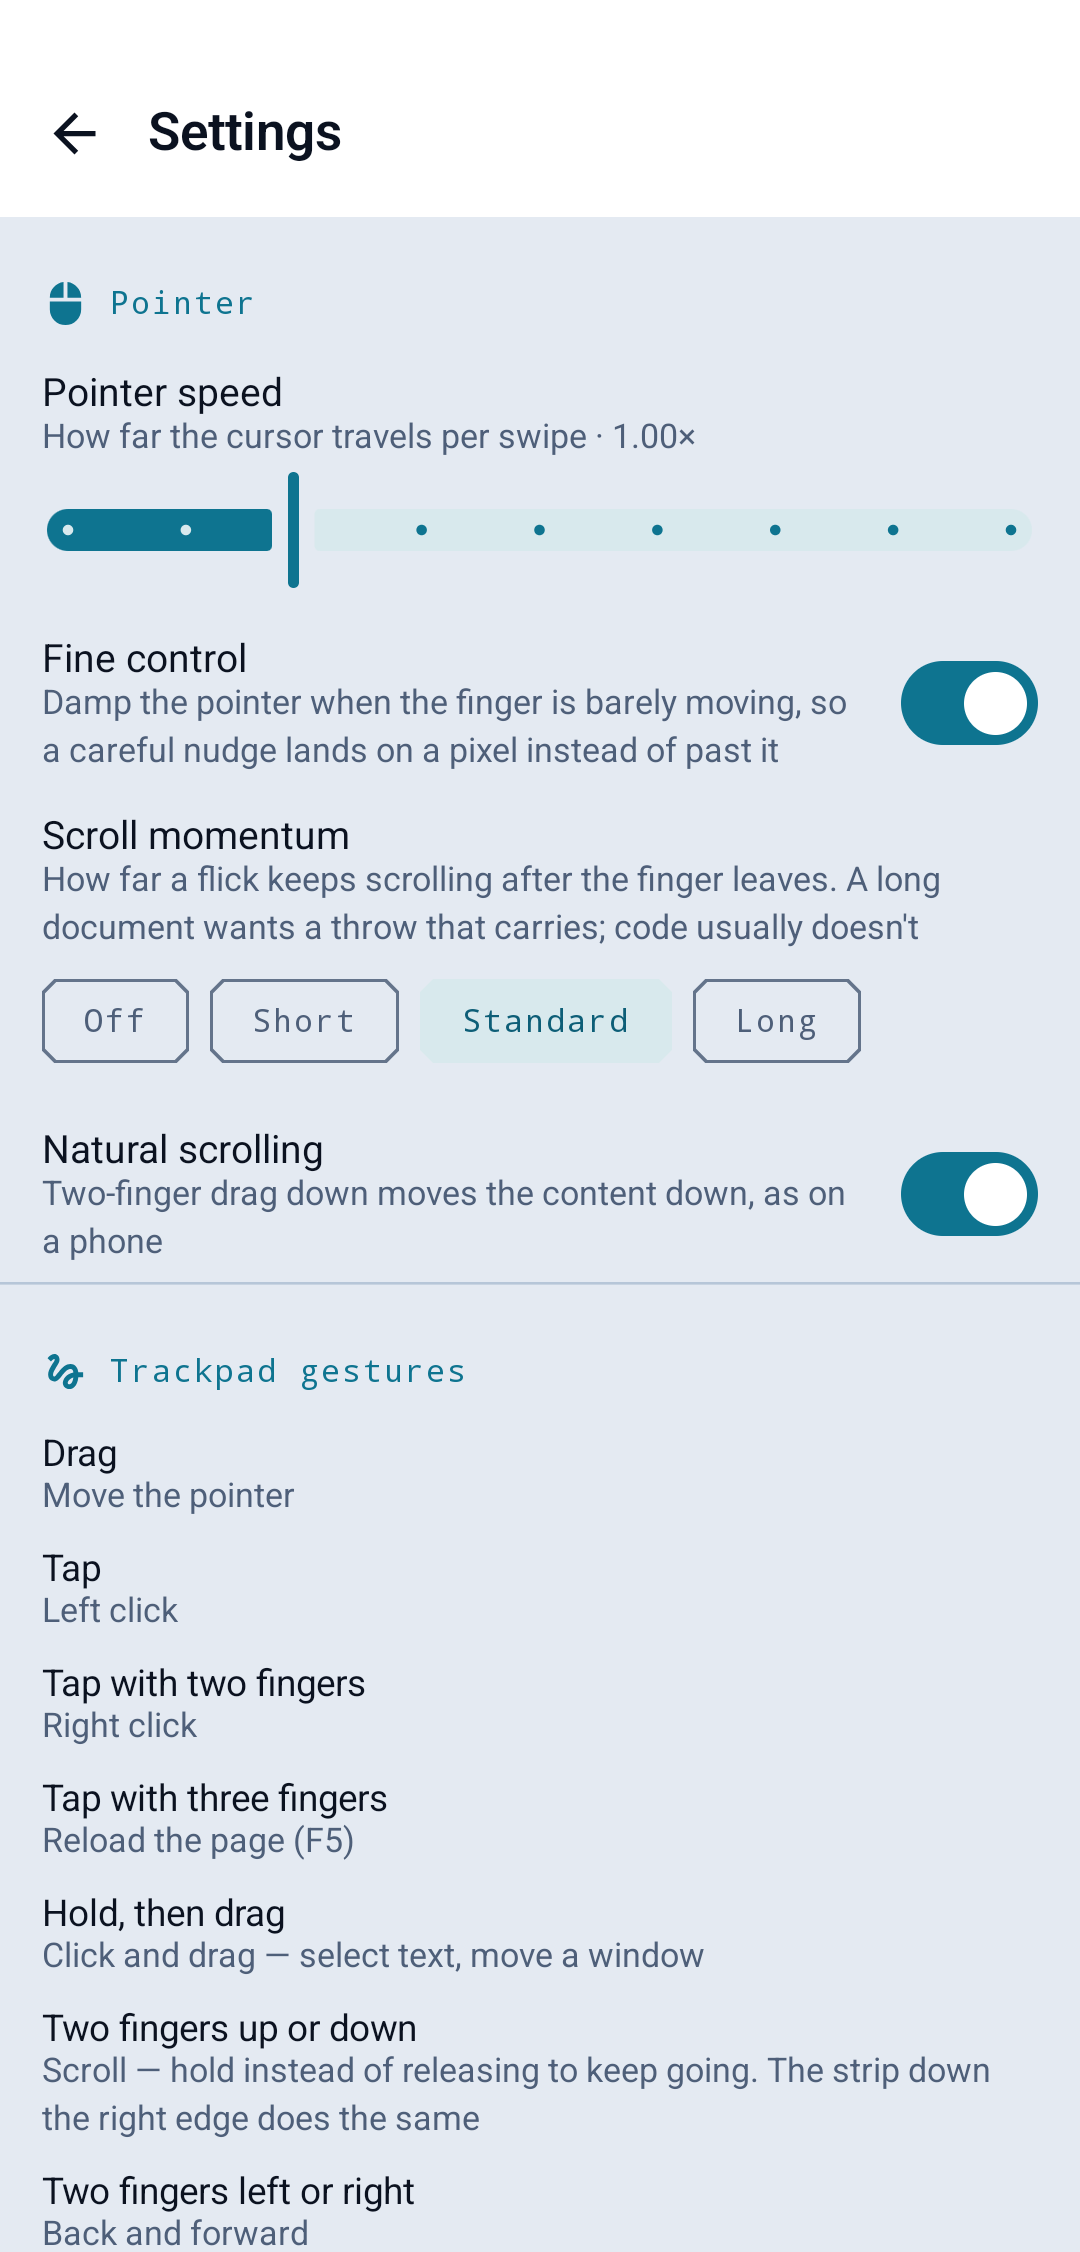 Settings
Pointer
Pointer speed
How far the cursor travels per swipe · 1.00×
Fine control
Damp the pointer when the finger is barely moving, so
a careful nudge lands on a pixel instead of past it
Scroll momentum
How far a flick keeps scrolling after the finger leaves. A long
document wants a throw that carries; code usually doesn't
Off Short Standard Long
Natural scrolling
Two-finger drag down moves the content down, as on
a phone
Trackpad gestures
Drag
Move the pointer
Tap
Left click
Tap with two fingers
Right click
Tap with three fingers
Reload the page (F5)
Hold, then drag
Click and drag — select text, move a window
Two fingers up or down
Scroll — hold instead of releasing to keep going. The strip down
the right edge does the same
Two fingers left or right
Back and forward